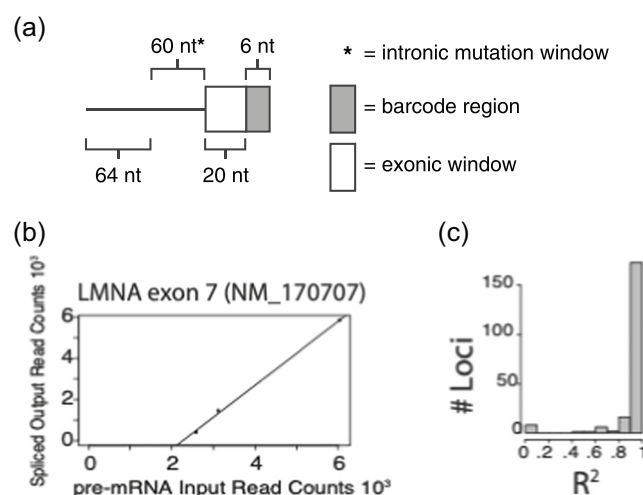 (a)
60 nt* 6 nt
* = intronic mutation window
= barcode region
= exonic window
64 nt 20 nt
(b)
LMNA exon 7 (NM_170707)
Spliced Output Read Counts 10³
6
4
2
0
0 2 4 6
pre-mRNA Input Read Counts 10³
(c)
# Loci
150
100
50
0
0 .2 .4 .6 .8 1
R²